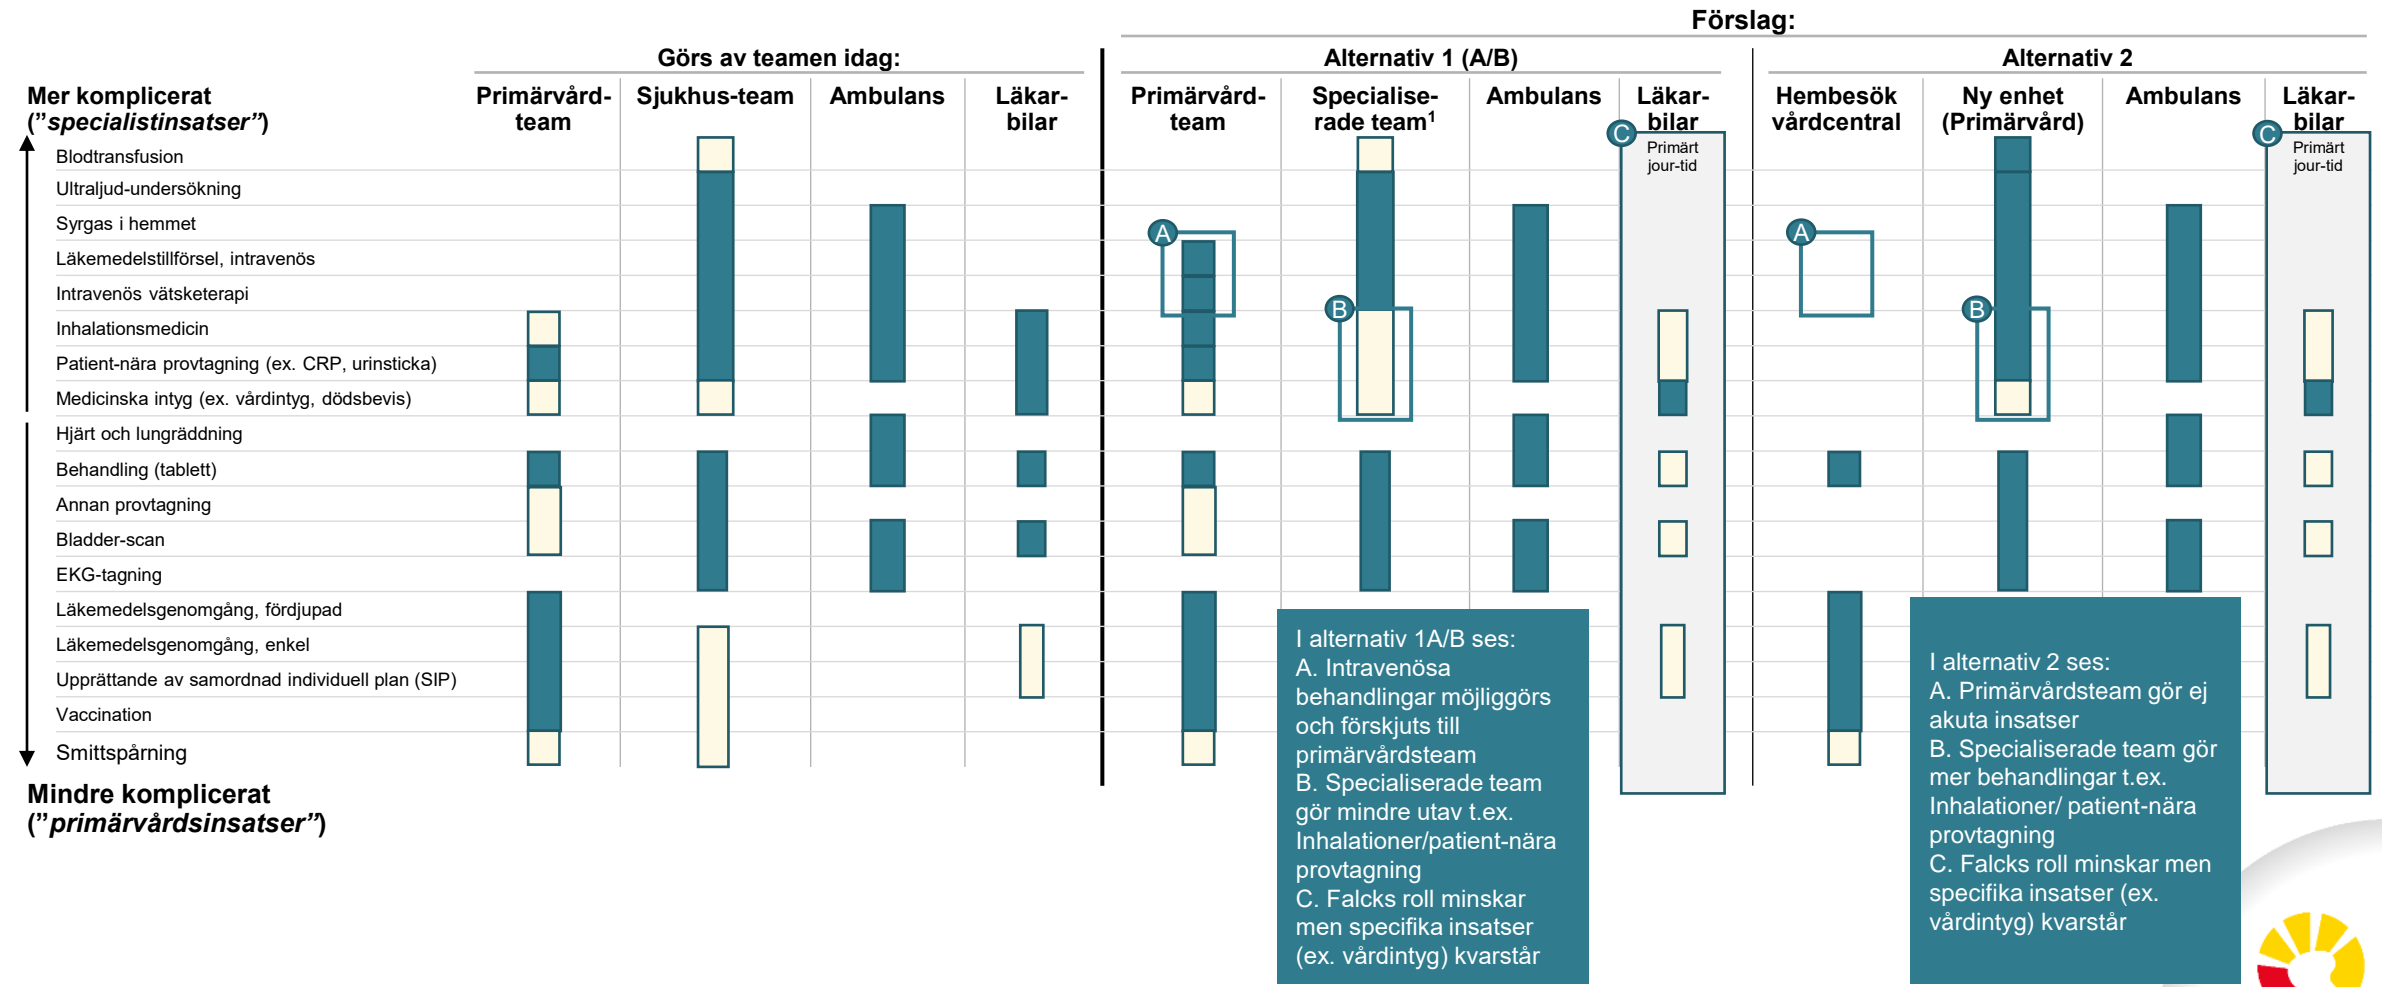 Förslag:
Görs av teamen idag:
Alternativ 1 (A/B)
Alternativ 2
Mer komplicerat
("specialistinsatser")
Primärvård-
team
Sjukhus-team
Ambulans
Läkar-
bilar
Primärvård-
team
Specialise-
rade team¹
Ambulans
Läkar-
bilar
Hembesök
vårdcentral
Ny enhet
(Primärvård)
Ambulans
Läkar-
bilar
C
Primärt
jour-tid
C
Primärt
jour-tid
Blodtransfusion
Ultraljud-undersökning
Syrgas i hemmet
A
A
Läkemedelstillförsel, intravenös
Intravenös vätsketerapi
B
B
Inhalationsmedicin
Patient-nära provtagning (ex. CRP, urinsticka)
Medicinska intyg (ex. vårdintyg, dödsbevis)
Hjärt och lungräddning
Behandling (tablett)
Annan provtagning
Bladder-scan
EKG-tagning
Läkemedelsgenomgång, fördjupad
Läkemedelsgenomgång, enkel
Upprättande av samordnad individuell plan (SIP)
Vaccination
Smittspårning
Mindre komplicerat
("primärvårdsinsatser")
I alternativ 1A/B ses:
A. Intravenösa
behandlingar möjliggörs
och förskjuts till
primärvårdsteam
B. Specialiserade team
gör mindre utav t.ex.
Inhalationer/patient-nära
provtagning
C. Falcks roll minskar
men specifika insatser
(ex. vårdintyg) kvarstår
I alternativ 2 ses:
A. Primärvårdsteam gör ej
akuta insatser
B. Specialiserade team gör
mer behandlingar t.ex.
Inhalationer/ patient-nära
provtagning
C. Falcks roll minskar men
specifika insatser (ex.
vårdintyg) kvarstår